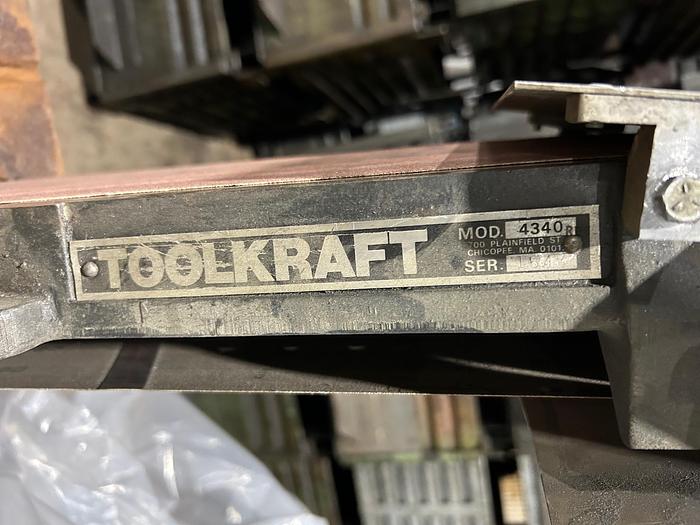 TOOLKRAFT
MOD. 4340
700 PLAINFIELD ST.
CHICOPEE, MA. 0101
SER.